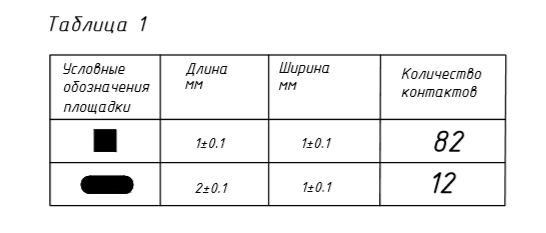 Таблица 1
Условные обозначения площадки
Длина мм
Ширина мм
Количество контактов
1±0.1
1±0.1
82
2±0.1
1±0.1
12